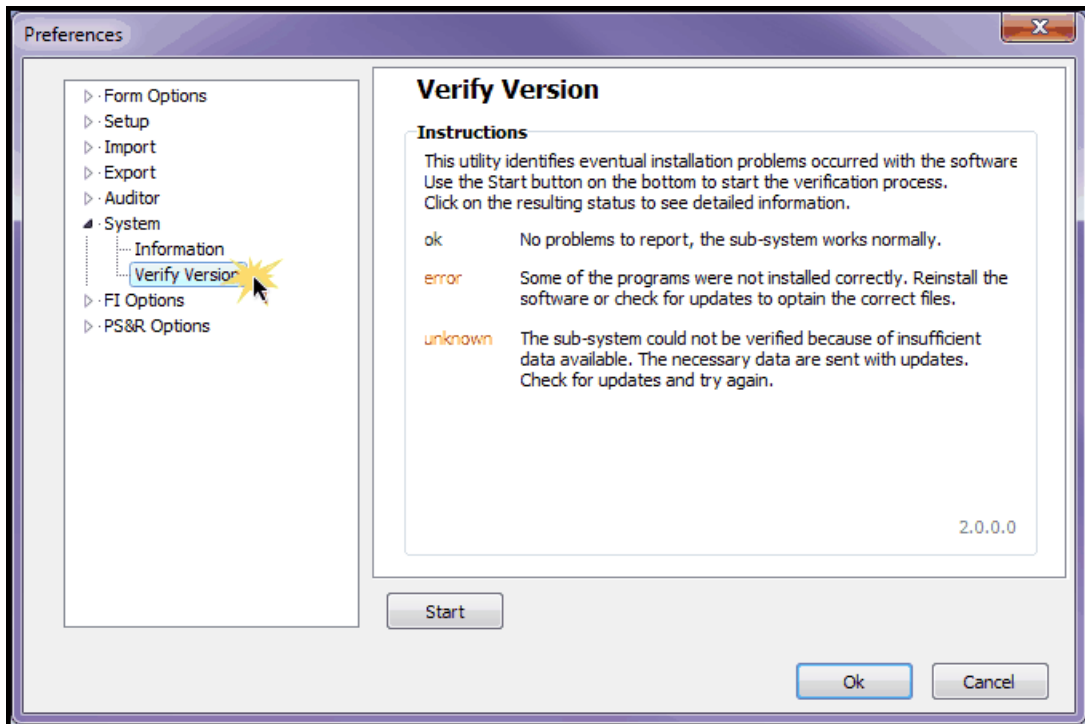 Preferences
Form Options
Setup
Import
Export
Auditor
System
Information
Verify Version
FI Options
PS&R Options
Verify Version
Instructions
This utility identifies eventual installation problems occurred with the software
Use the Start button on the bottom to start the verification process.
Click on the resulting status to see detailed information.
ok No problems to report, the sub-system works normally.
error Some of the programs were not installed correctly. Reinstall the
software or check for updates to optain the correct files.
unknown The sub-system could not be verified because of insufficient
data available. The necessary data are sent with updates.
Check for updates and try again.
2.0.0.0
Start
Ok Cancel